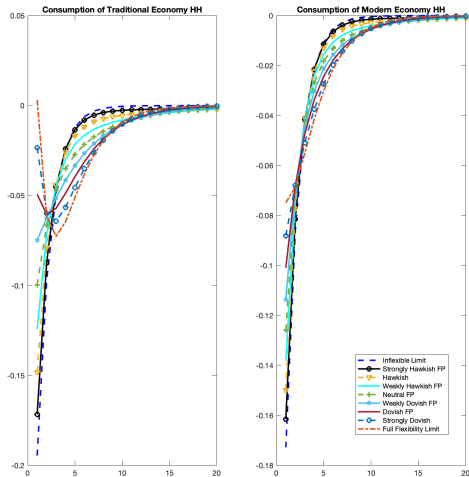 Consumption of Traditional Economy HH
0.05
0
-0.05
-0.1
-0.15
-0.2
0
5
10
15
20
Consumption of Modern Economy HH
0
-0.02
-0.04
-0.06
-0.08
-0.1
-0.12
-0.14
-0.16
-0.18
0
5
10
15
20
Inflexible Limit
Strongly Hawkish FP
Hawkish
Weakly Hawkish FP
Neutral FP
Weakly Dovish FP
Dovish FP
Strongly Dovish
Full Flexibility Limit